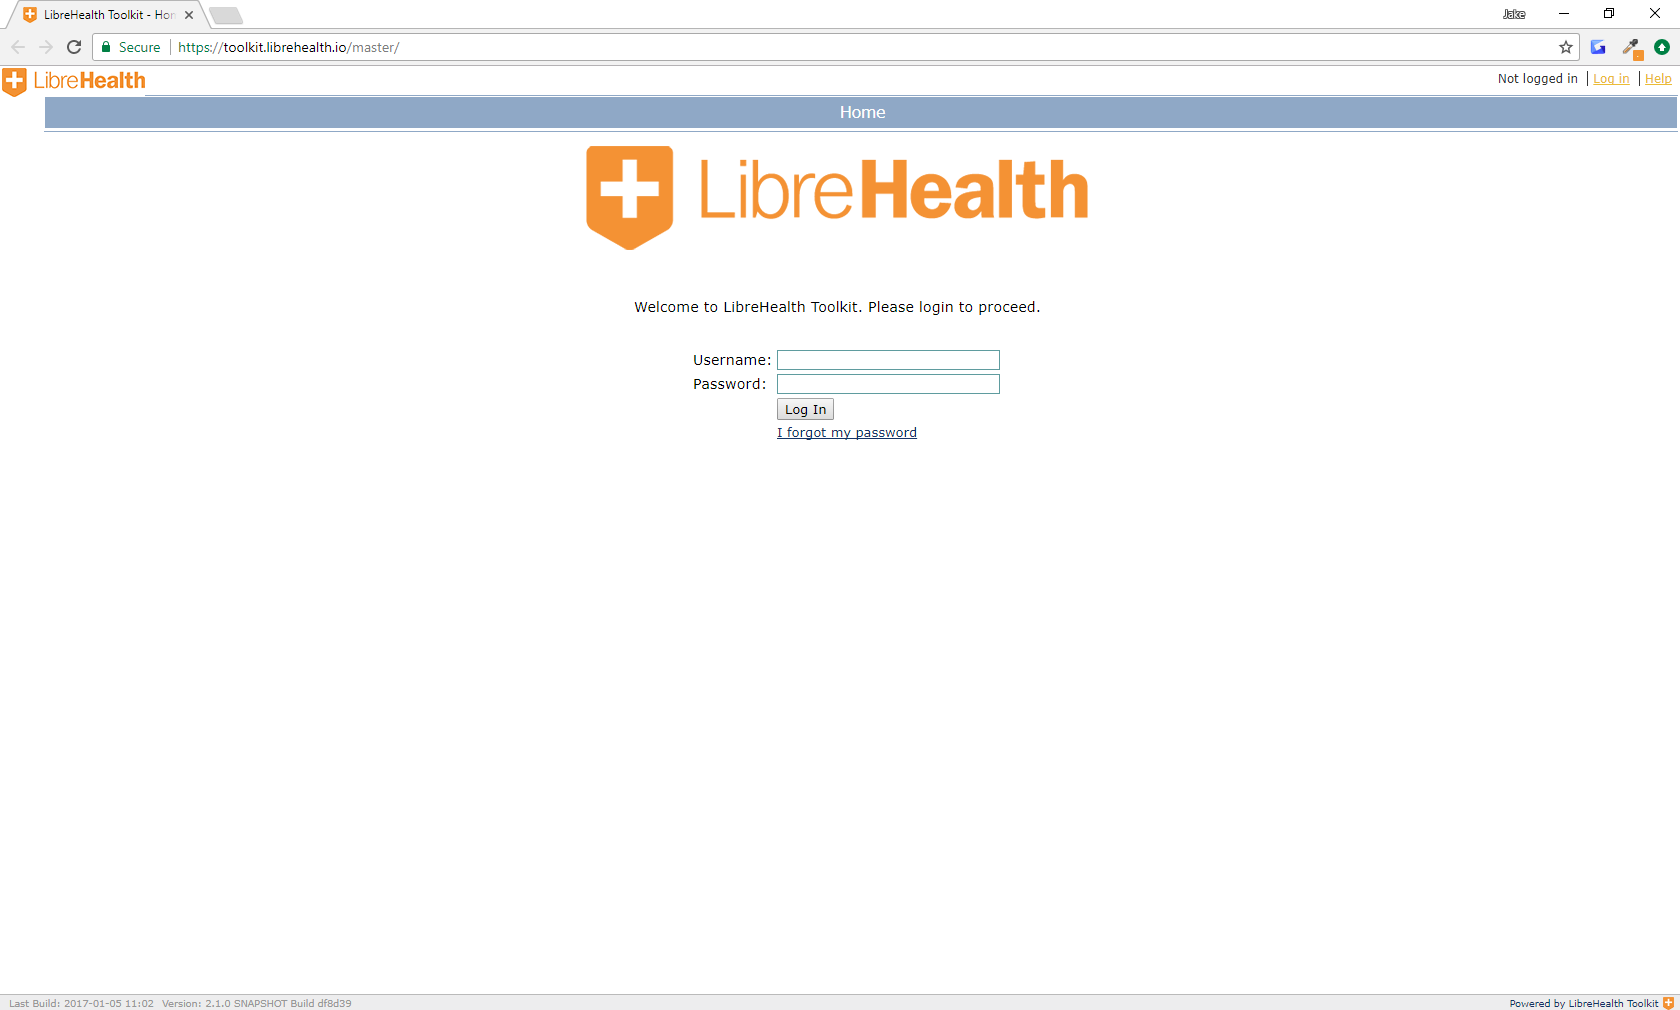 LibreHealth Toolkit - Hom
Jake
Secure https://toolkit.librehealth.io/master/
LibreHealth
Not logged in Log in Help
Home
LibreHealth
Welcome to LibreHealth Toolkit. Please login to proceed.
Username:
Password:
Log In
I forgot my password
Last Build: 2017-01-05 11:02 Version: 2.1.0 SNAPSHOT Build df8d39
Powered by LibreHealth Toolkit